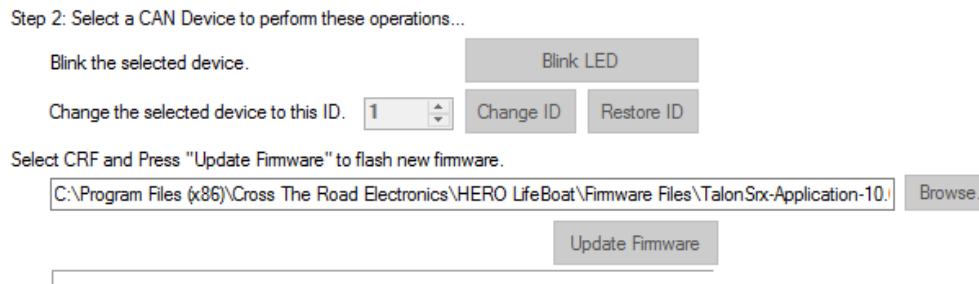 Step 2: Select a CAN Device to perform these operations...
Blink the selected device. Blink LED
Change the selected device to this ID. 1 Change ID Restore ID
Select CRF and Press "Update Firmware" to flash new firmware.
C:\Program Files (x86)\Cross The Road Electronics\HERO LifeBoat\Firmware Files\TalonSrx-Application-10. Browse.
Update Firmware